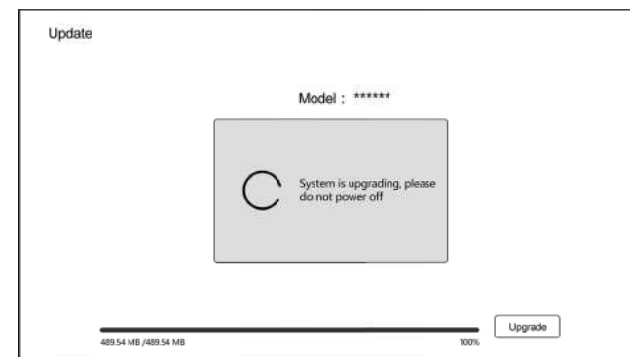 Update
Model : ******
System is upgrading, please
do not power off
Upgrade
489.54 MB /489.54 MB
100%